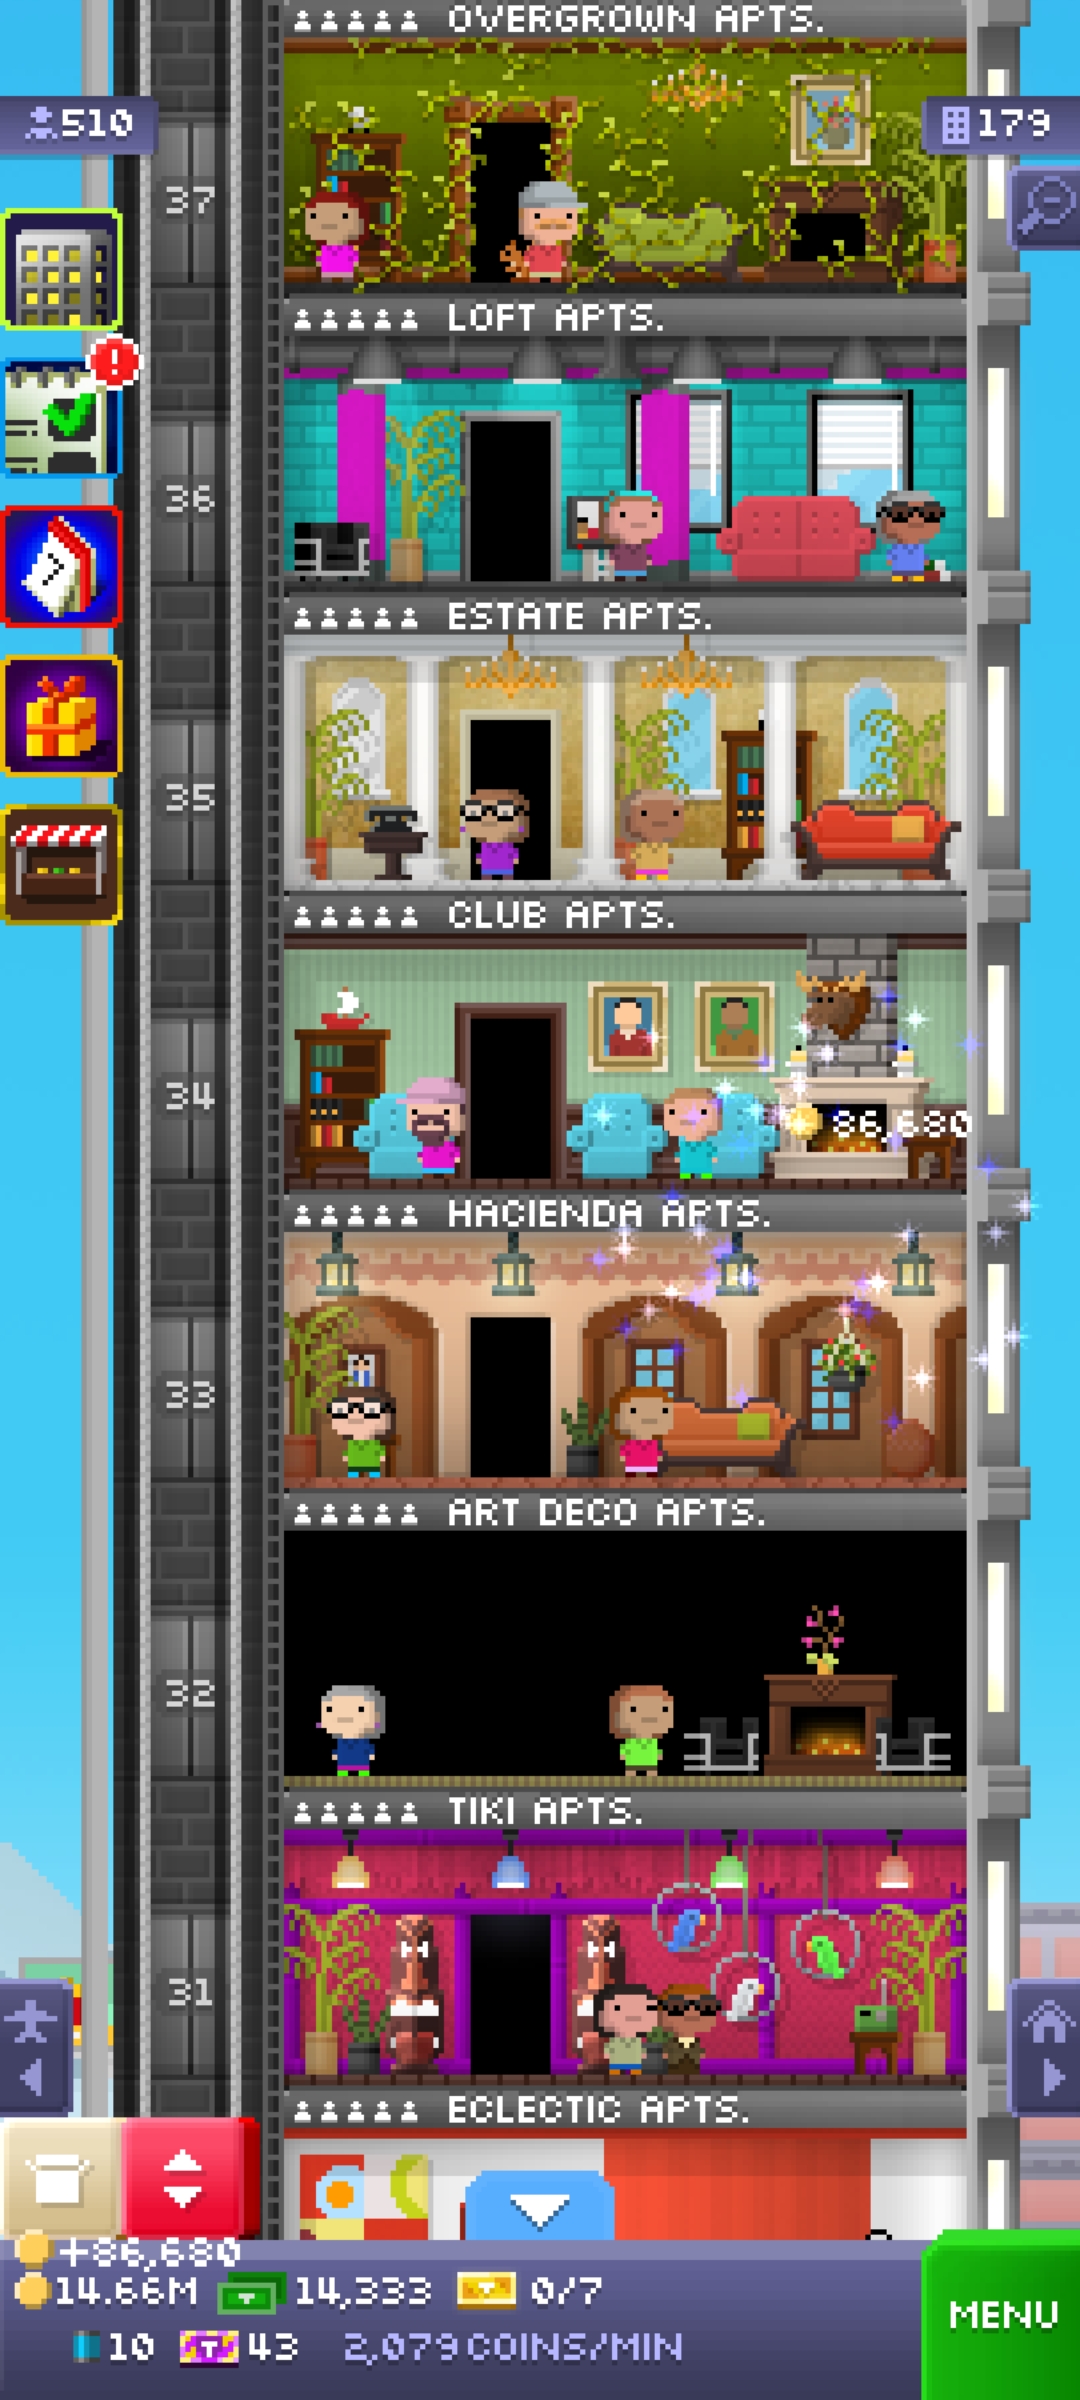 OVERGROWN APTS.
510
179
37
LOFT APTS.
36
ESTATE APTS.
35
CLUB APTS.
34
86,680
HACIENDA APTS.
33
ART DECO APTS.
32
TIKI APTS.
31
ECLECTIC APTS.
+86,680
14.66M 14,333 0/7
10 43 2,079 COINS/MIN
MENU